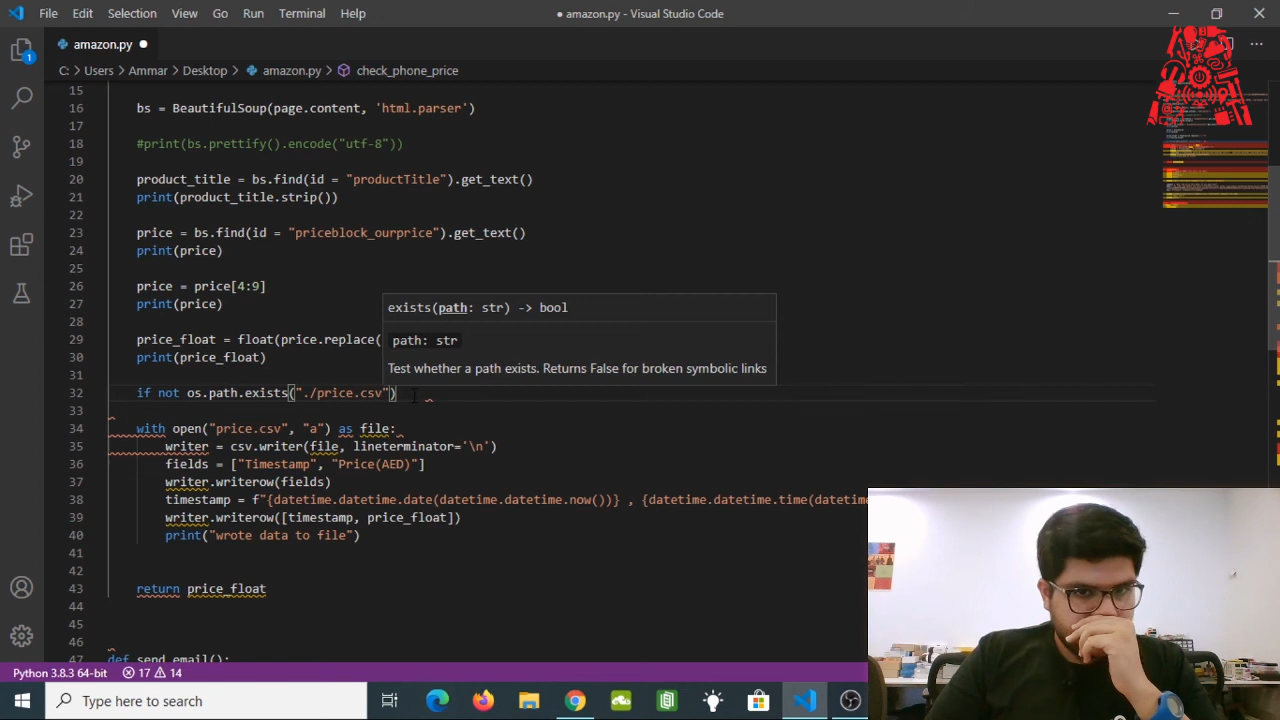 File Edit Selection View Go Run Terminal Help
● amazon.py - Visual Studio Code
amazon.py
C: > Users > Ammar > Desktop > amazon.py > check_phone_price
15
16 bs = BeautifulSoup(page.content, 'html.parser')
17
18 #print(bs.prettify().encode("utf-8"))
19
20 product_title = bs.find(id = "productTitle").get_text()
21 print(product_title.strip())
22
23 price = bs.find(id = "priceblock_ourprice").get_text()
24 print(price)
25
26 price = price[4:9]
27 print(price)
28
29 price_float = float(price.replace(
30 print(price_float)
31
exists(path: str) -> bool
path: str
Test whether a path exists. Returns False for broken symbolic links
32 if not os.path.exists("./price.csv")
33
34 with open("price.csv", "a") as file:
35 writer = csv.writer(file, lineterminator='\n')
36 fields = ["Timestamp", "Price(AED)"]
37 writer.writerow(fields)
38 timestamp = f"{datetime.datetime.date(datetime.datetime.now())} , {datetime.datetime.time(datetime
39 writer.writerow([timestamp, price_float])
40 print("wrote data to file")
41
42
43 return price_float
44
45
46
47 def send_email():
Python 3.8.3 64-bit 17 14
Type here to search